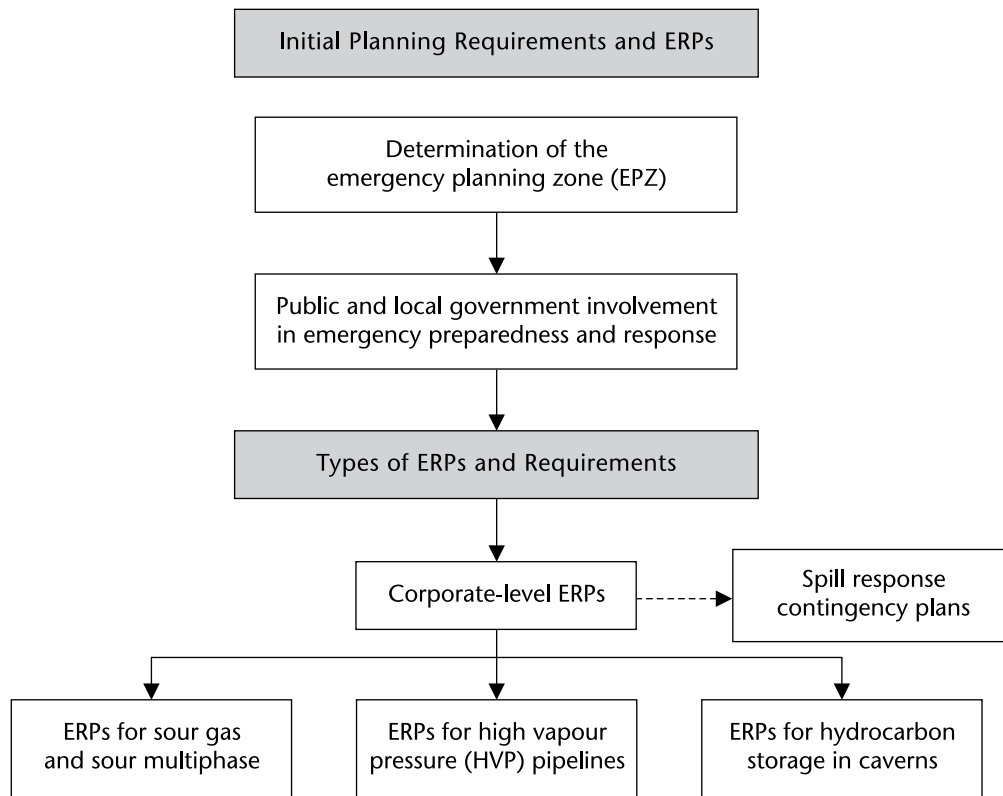 Initial Planning Requirements and ERPs
Determination of the
emergency planning zone (EPZ)
Public and local government involvement
in emergency preparedness and response
Types of ERPs and Requirements
Corporate-level ERPs
Spill response
contingency plans
ERPs for sour gas
and sour multiphase
ERPs for high vapour
pressure (HVP) pipelines
ERPs for hydrocarbon
storage in caverns